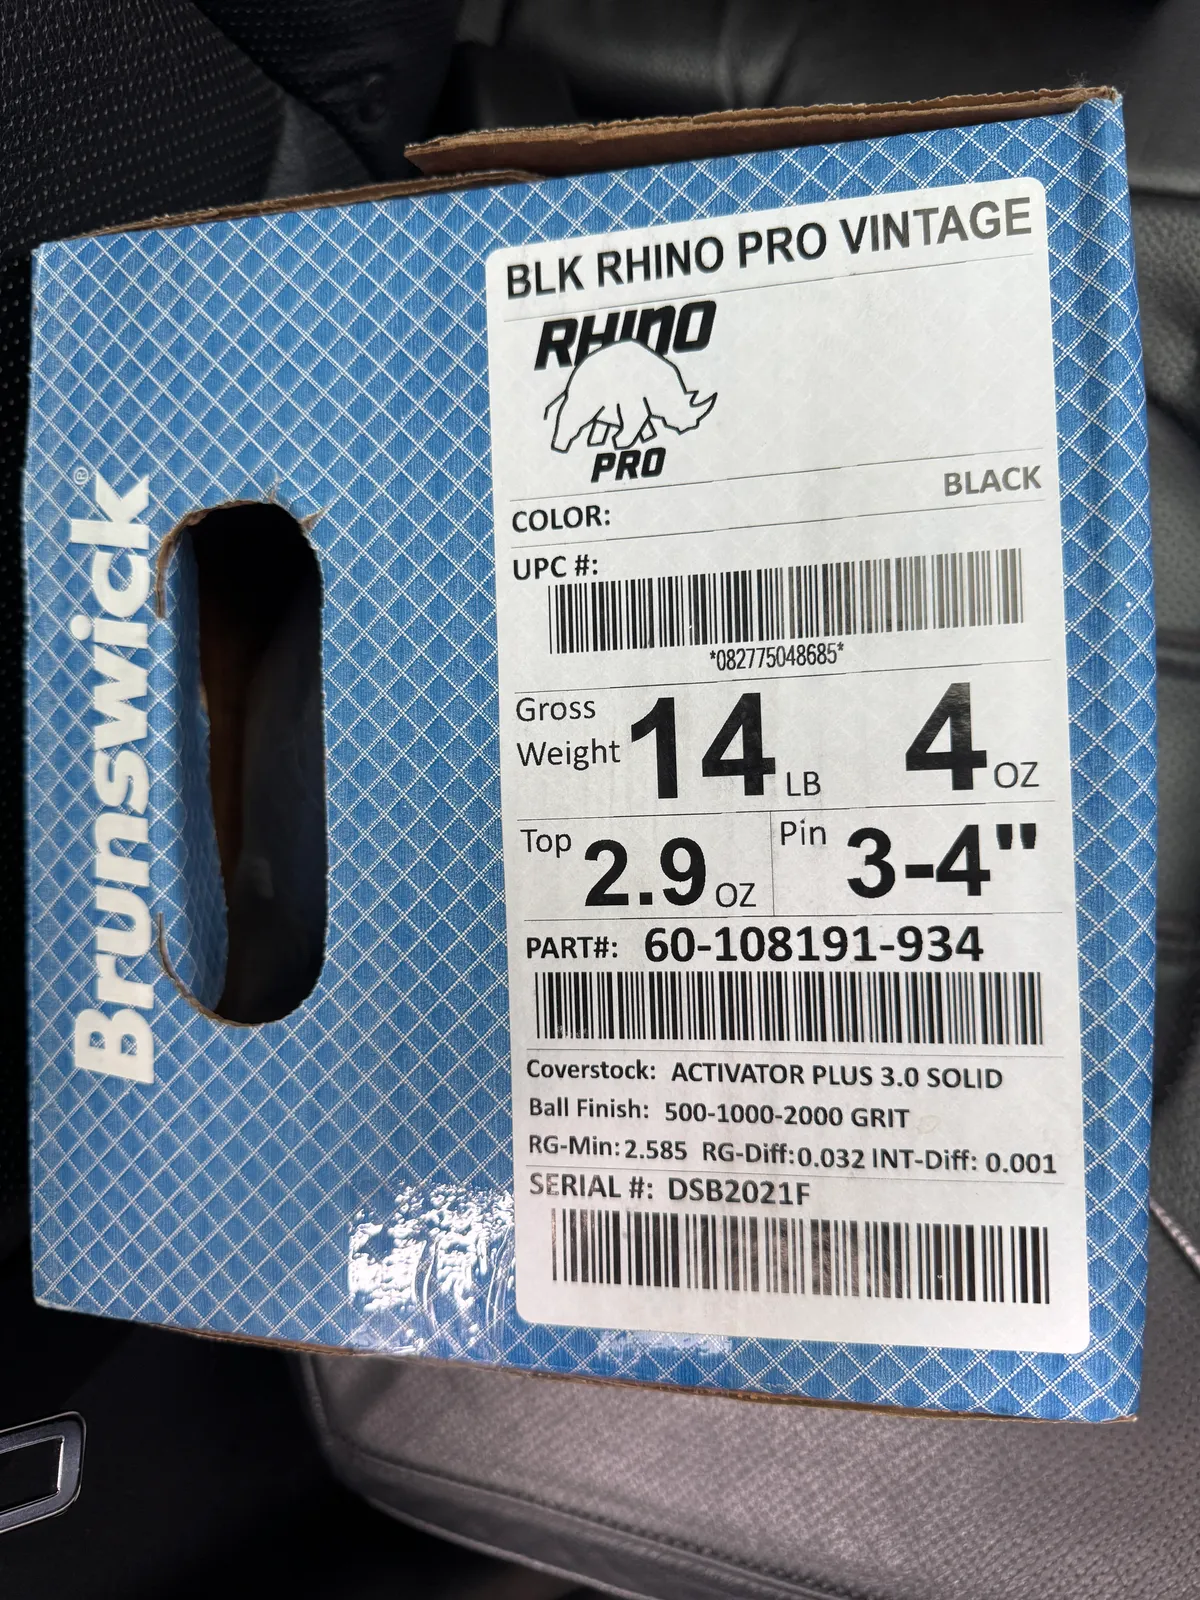 Brunswick®
BLK RHINO PRO VINTAGE
RHINO
PRO
COLOR: BLACK
UPC #:
*082775048685*
Gross Weight 14 LB 4 OZ
Top 2.9 OZ Pin 3-4"
PART#: 60-108191-934
Coverstock: ACTIVATOR PLUS 3.0 SOLID
Ball Finish: 500-1000-2000 GRIT
RG-Min: 2.585 RG-Diff: 0.032 INT-Diff: 0.001
SERIAL #: DSB2021F